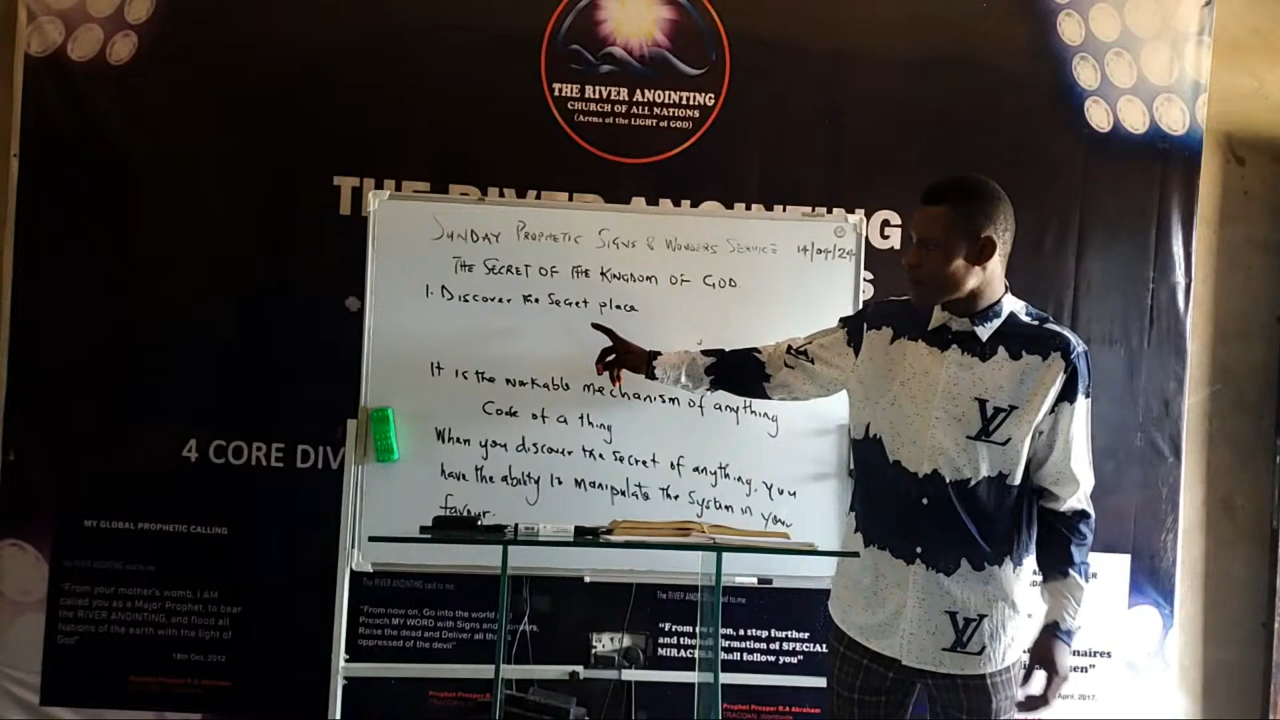 THE RIVER ANOINTING
CHURCH OF ALL NATIONS
(Arena of the LIGHT of GOD)
THE RIVER ANOINTING
SUNDAY PROPHETIC SIGNS & WONDERS SERVICE 14/04/24
THE SECRET OF THE KINGDOM OF GOD.
1. Discover the Secret place
It is the workable mechanism of anything
Code of a thing
When you discover the secret of anything, you
have the ability to manipulate the system in your
favour.
4 CORE DIV
MY GLOBAL PROPHETIC CALLING
The RIVER ANOINTING said to me:
"From your mother's womb, I AM
called you as a Major Prophet, to bear
the RIVER ANOINTING, and flood all
Nations of the earth with the light of
God"
18th Oct, 2012
Prophet Prosper R.A Abraham
The RIVER ANOINTING said to me:
"From now on, Go into the world
Preach MY WORD with Signs and
Raise the dead and Deliver all
oppressed of the devil"
Prophet Prosper R.
said to me:
"From on, a step further
and the of SPECIAL
shall follow you"
Prophet Prosper R.A Abraham
LV
LV
April, 2017.